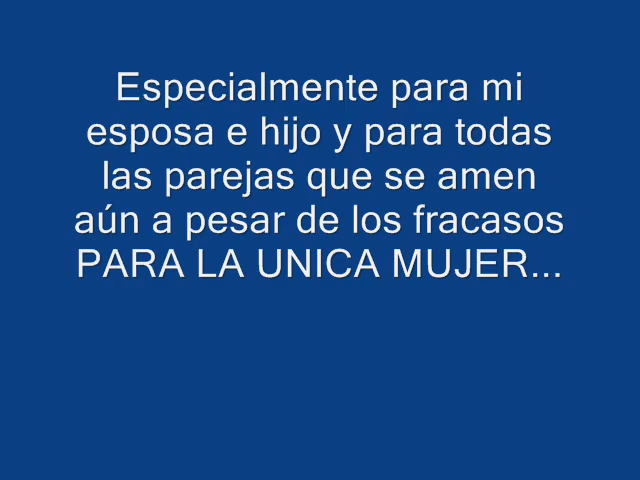 Especialmente para mi
esposa e hijo y para todas
las parejas que se amen
aún a pesar de los fracasos
PARA LA UNICA MUJER...